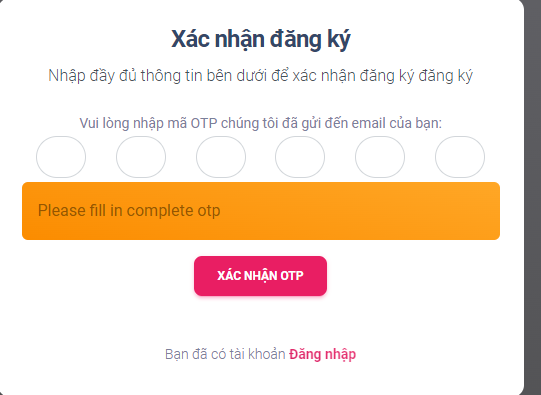 Xác nhận đăng ký
Nhập đầy đủ thông tin bên dưới để xác nhận đăng ký đăng ký
Vui lòng nhập mã OTP chúng tôi đã gửi đến email của bạn:
Please fill in complete otp
XÁC NHẬN OTP
Bạn đã có tài khoản Đăng nhập